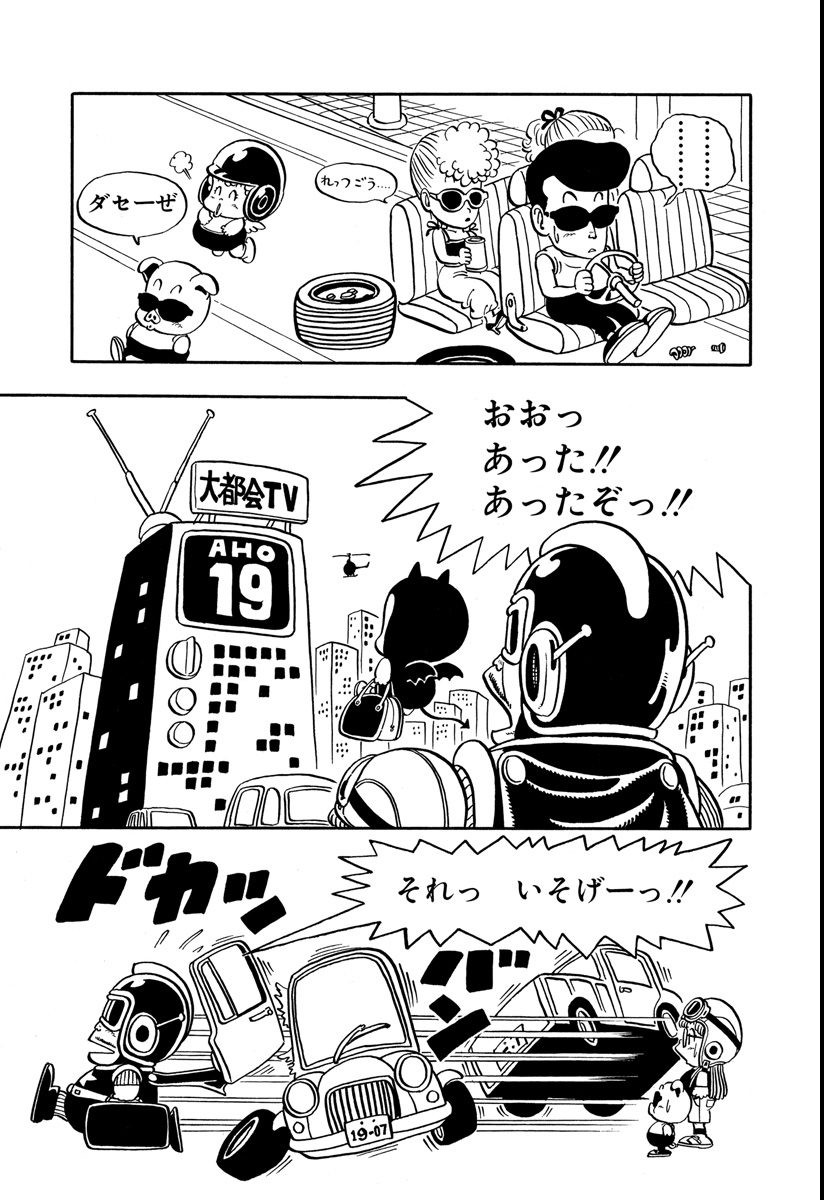 ………
………
れっつごう…
ダセーぜ
おおっ
あった!!
あったぞっ!!
大都会TV
AHO
19
それっ いそげーっ!!
ドカッ
バン
19-07